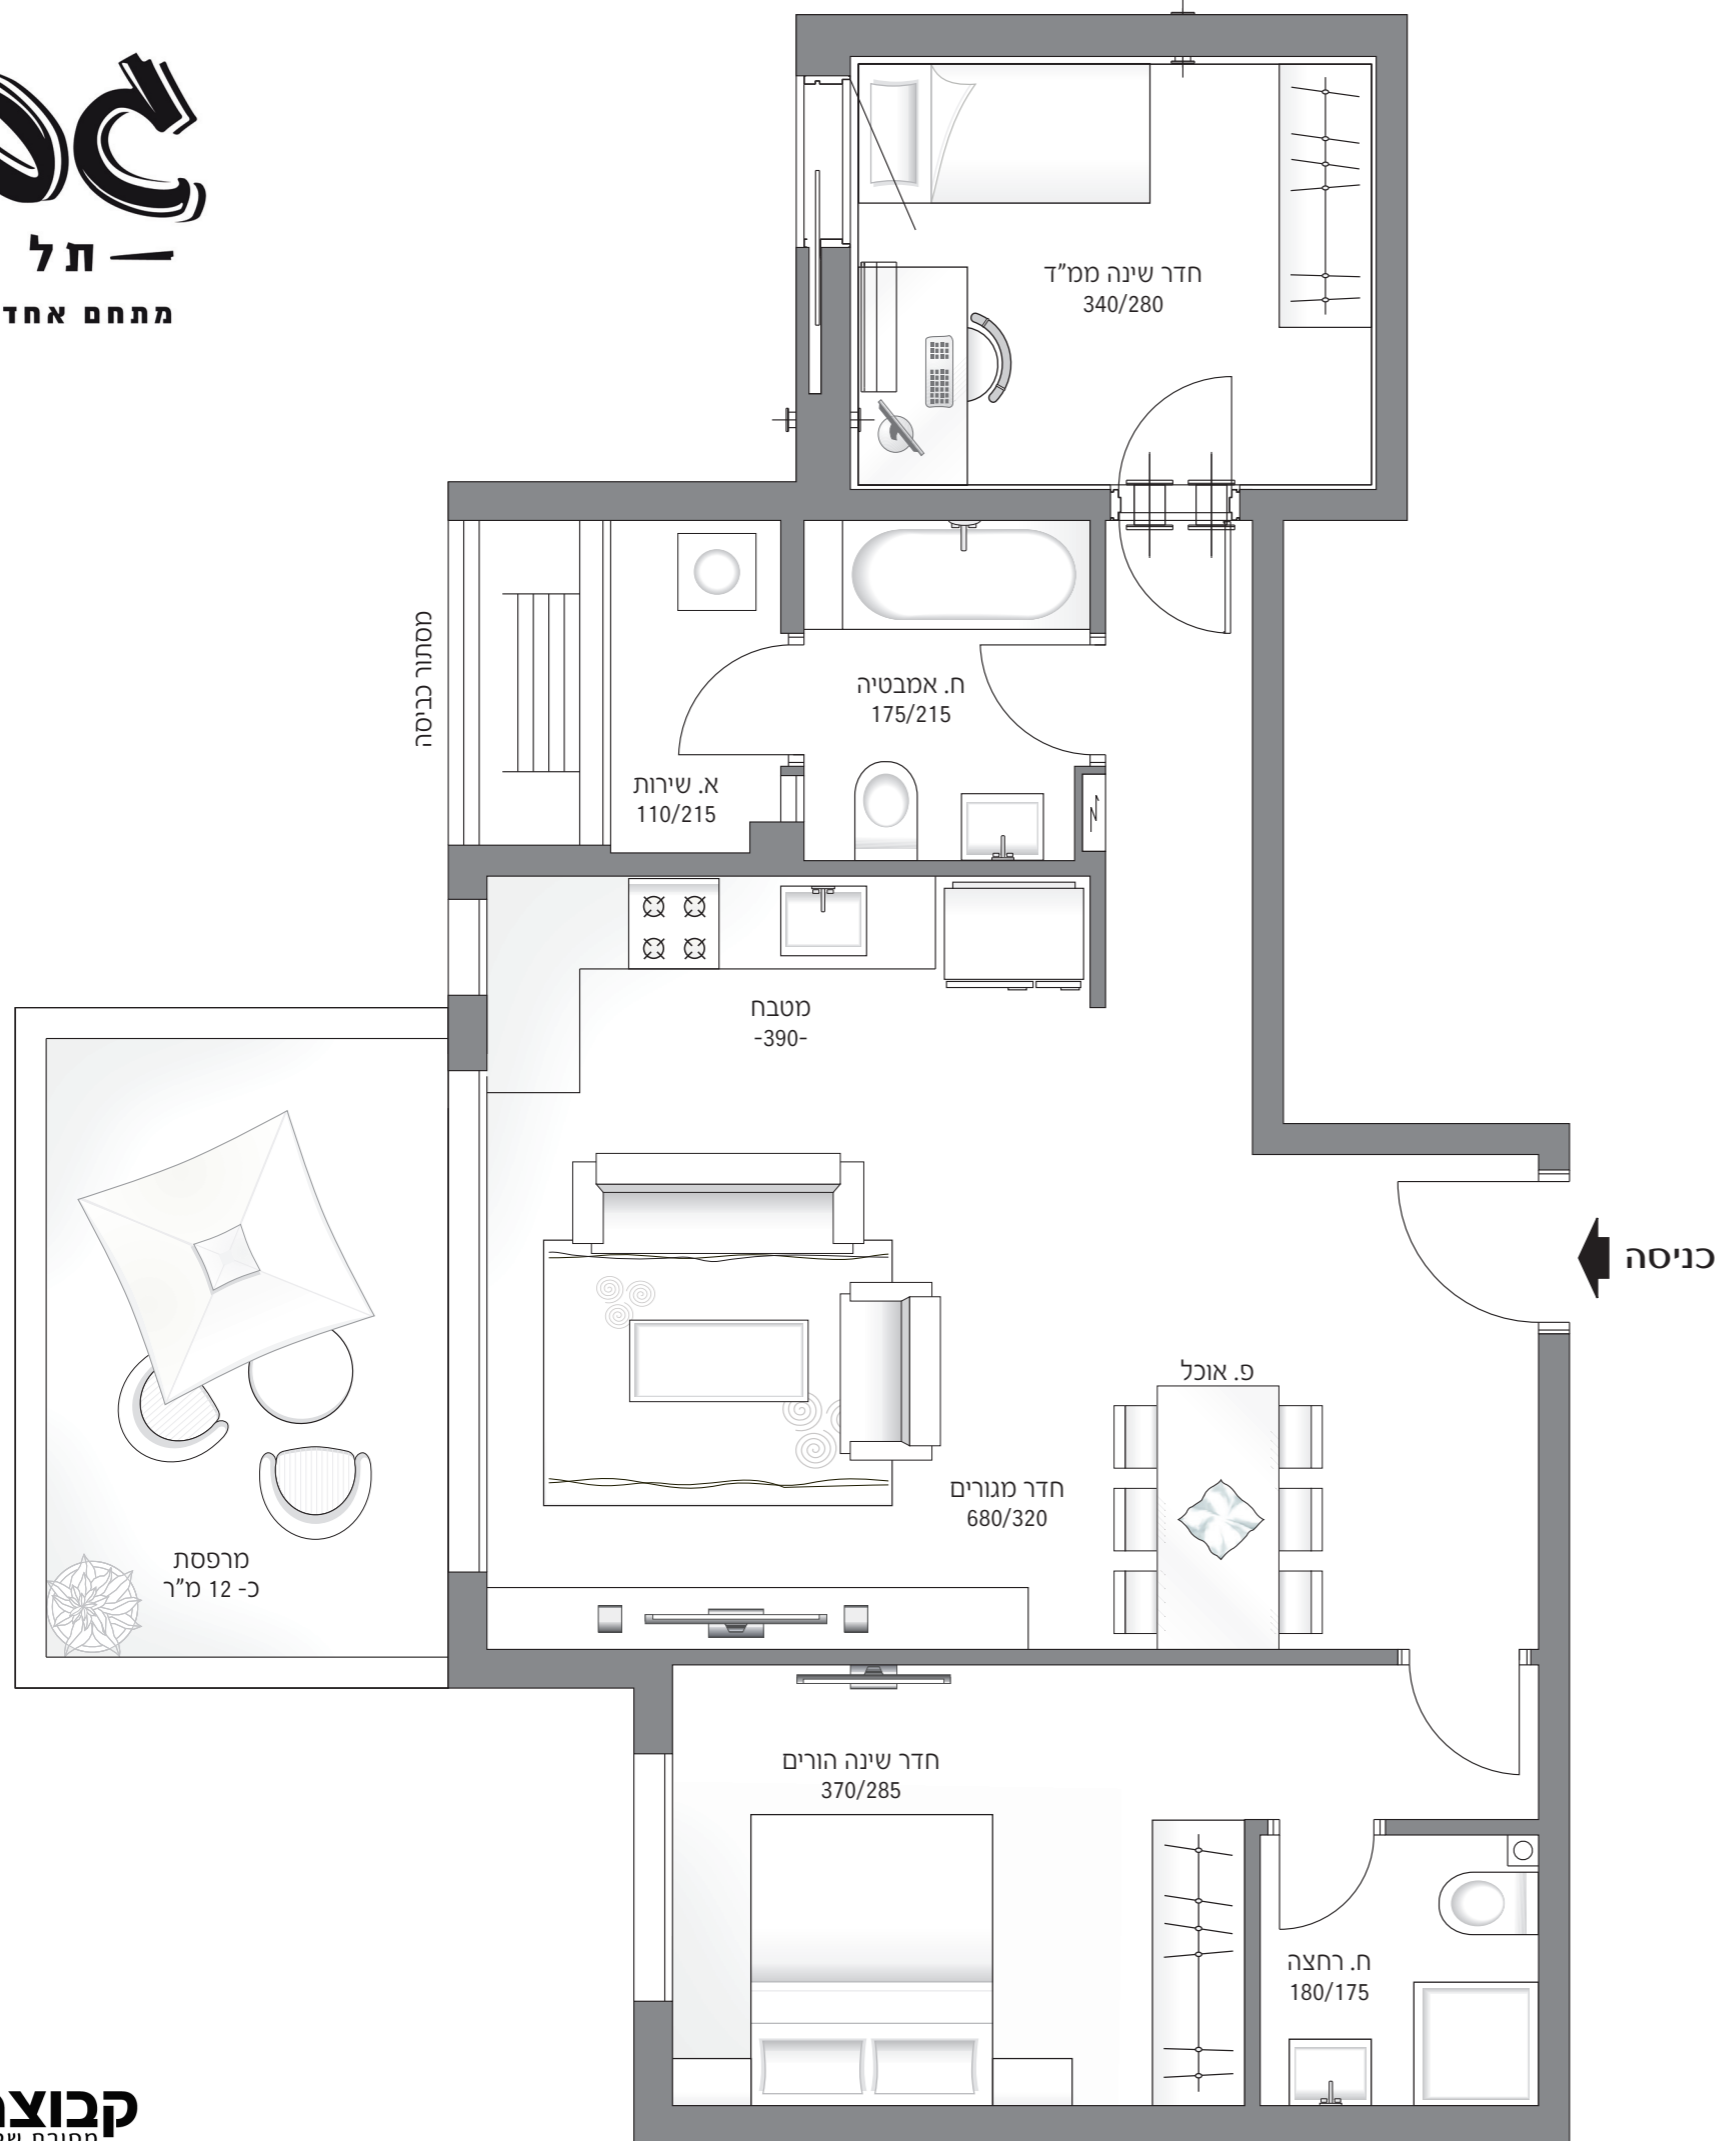 תל
מתחם אחד
חדר שינה ממ"ד
340/280
מסתור כביסה
ח. אמבטיה
175/215
א. שירות
110/215
מטבח
-390-
כניסה
פ. אוכל
חדר מגורים
680/320
מרפסת
כ- 12 מ"ר
חדר שינה הורים
370/285
ח. רחצה
180/175